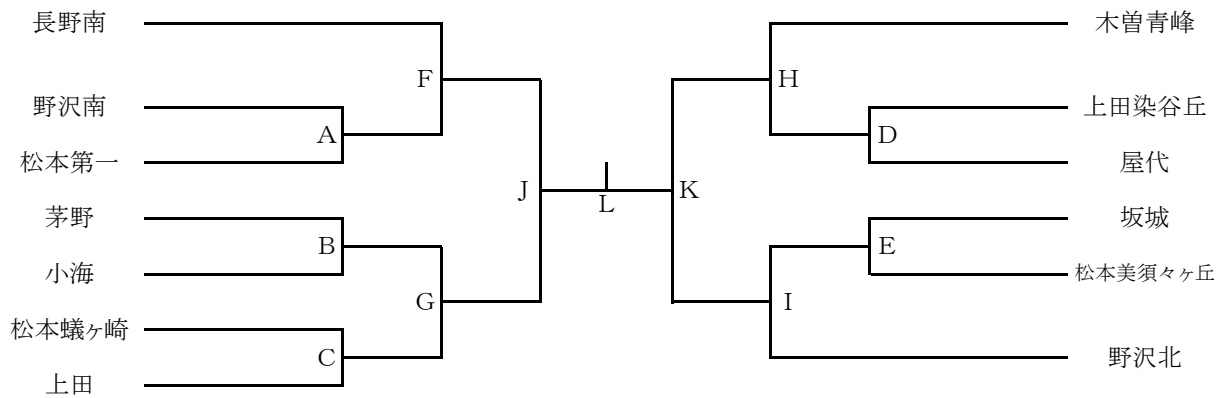 長野南
木曽青峰
F
H
野沢南
上田染谷丘
A
D
松本第一
屋代
J
L
K
茅野
坂城
B
E
小海
松本美須々ヶ丘
G
I
松本蟻ヶ崎
C
野沢北
上田